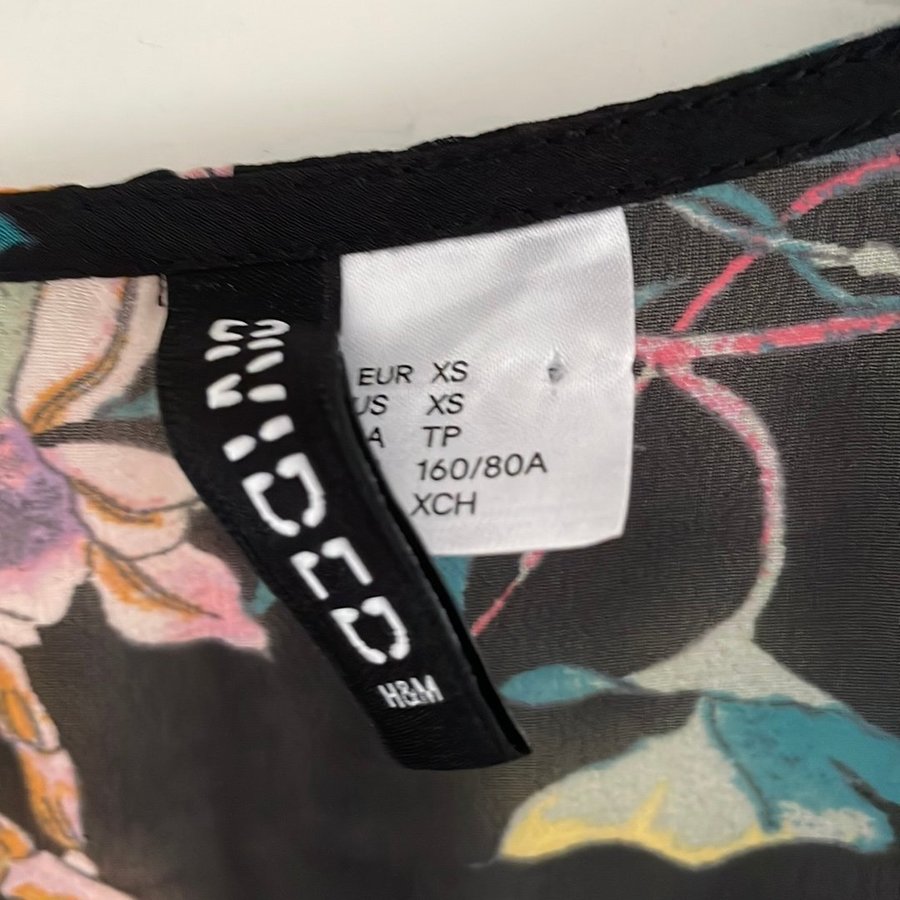 DIVIDED
H&M
EUR XS
US XS
A TP
160/80A
XCH